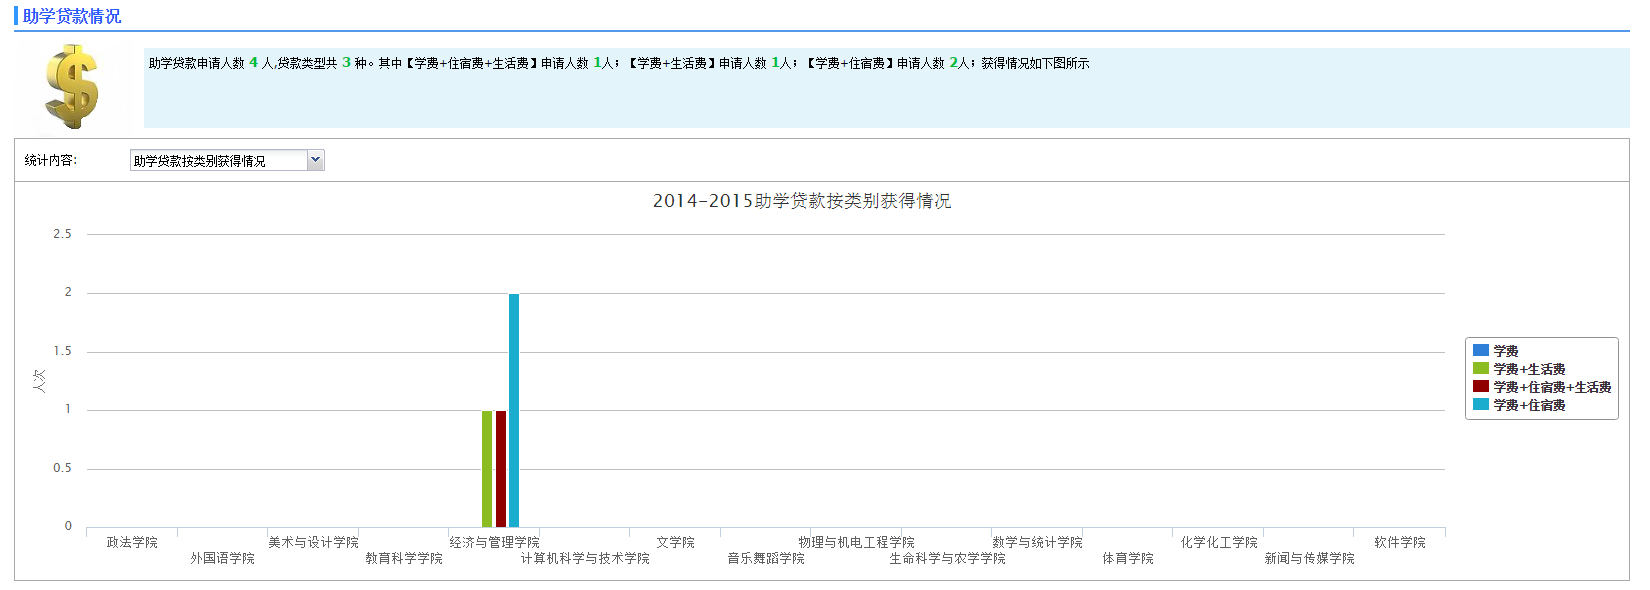 助学贷款情况
助学贷款申请人数 4 人,贷款类型共 3 种。其中【学费+住宿费+生活费】申请人数 1人；【学费+生活费】申请人数 1人；【学费+住宿费】申请人数 2人；获得情况如下图所示
统计内容:
助学贷款按类别获得情况
2014-2015助学贷款按类别获得情况
2.5
2
1.5
1
0.5
0
人次
政法学院
外国语学院
美术与设计学院
教育科学学院
经济与管理学院
计算机科学与技术学院
文学院
音乐舞蹈学院
物理与机电工程学院
生命科学与农学学院
数学与统计学院
体育学院
化学化工学院
新闻与传媒学院
软件学院
学费
学费+生活费
学费+住宿费+生活费
学费+住宿费